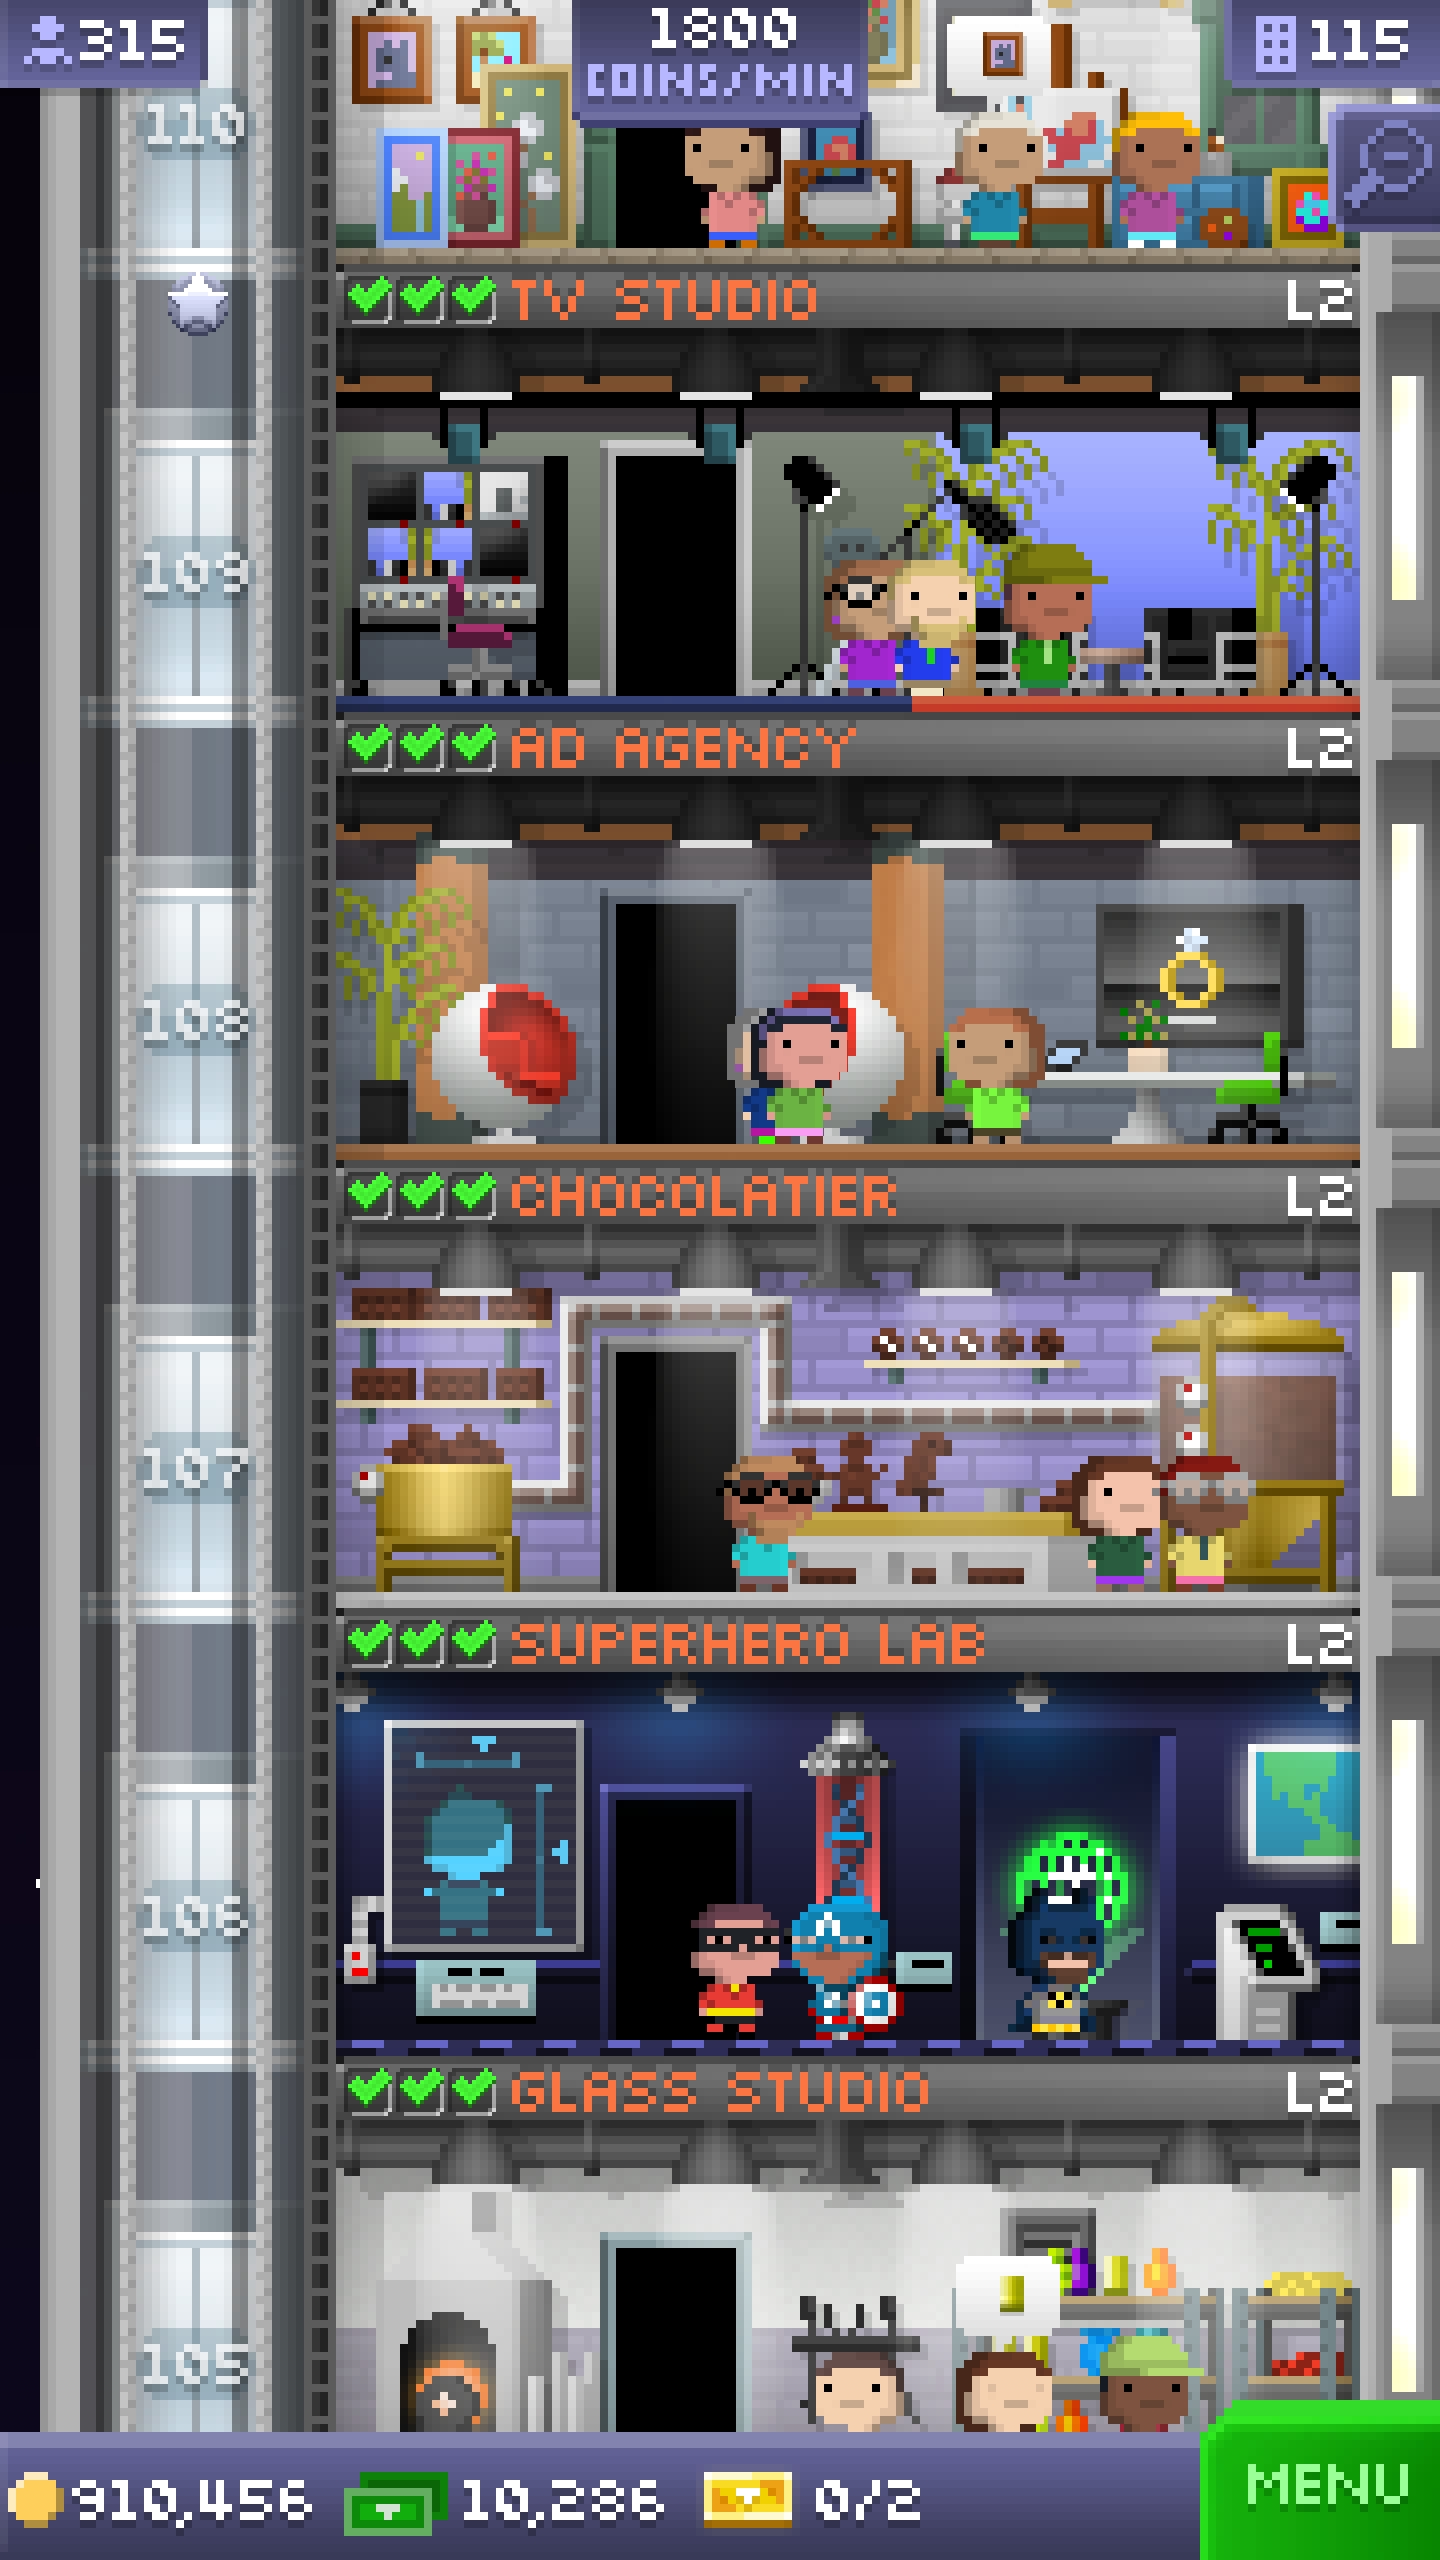 315
1800
COINS/MIN
115
110
TV STUDIO L2
109
AD AGENCY L2
108
CHOCOLATIER L2
107
SUPERHERO LAB L2
106
GLASS STUDIO L2
105
910,456 10,286 0/2
MENU